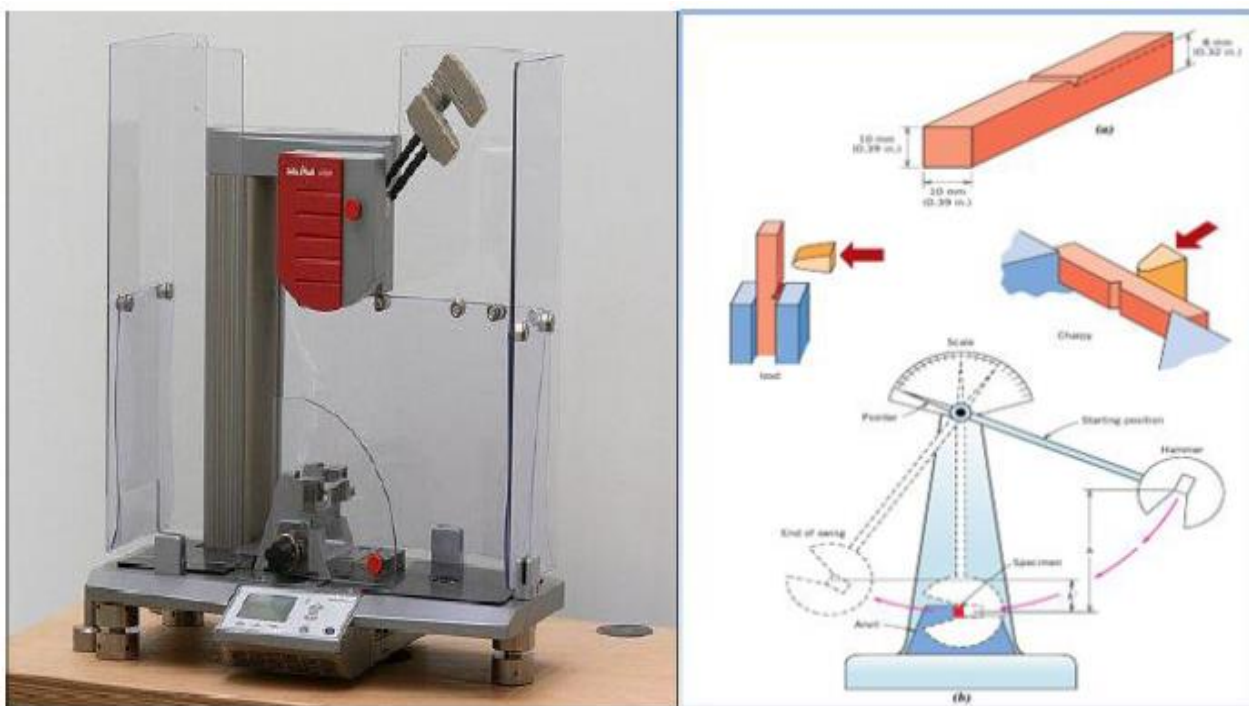 8 mm
(0.32 in.)
(a)
10 mm
(0.39 in.)
10 mm
(0.39 in.)
Izod
Charpy
Scale
Pointer
Starting position
Hammer
End of swing
Specimen
Anvil
(b)